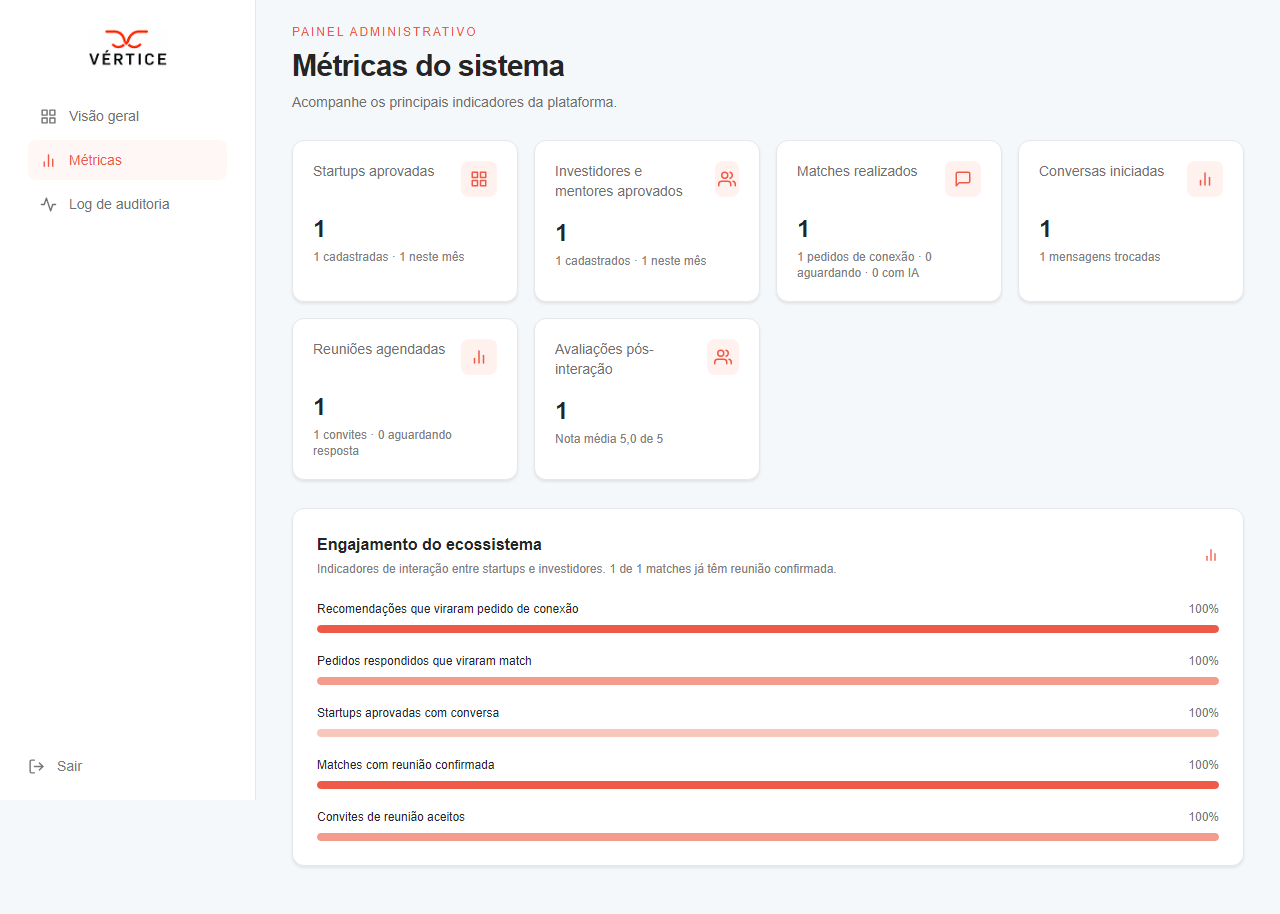 VÉRTICE
Visão geral
Métricas
Log de auditoria
Sair
PAINEL ADMINISTRATIVO
Métricas do sistema
Acompanhe os principais indicadores da plataforma.
Startups aprovadas
1
1 cadastradas · 1 neste mês
Investidores e
mentores aprovados
1
1 cadastrados · 1 neste mês
Matches realizados
1
1 pedidos de conexão · 0
aguardando · 0 com IA
Conversas iniciadas
1
1 mensagens trocadas
Reuniões agendadas
1
1 convites · 0 aguardando
resposta
Avaliações pós-
interação
1
Nota média 5,0 de 5
Engajamento do ecossistema
Indicadores de interação entre startups e investidores. 1 de 1 matches já têm reunião confirmada.
Recomendações que viraram pedido de conexão 100%
Pedidos respondidos que viraram match 100%
Startups aprovadas com conversa 100%
Matches com reunião confirmada 100%
Convites de reunião aceitos 100%